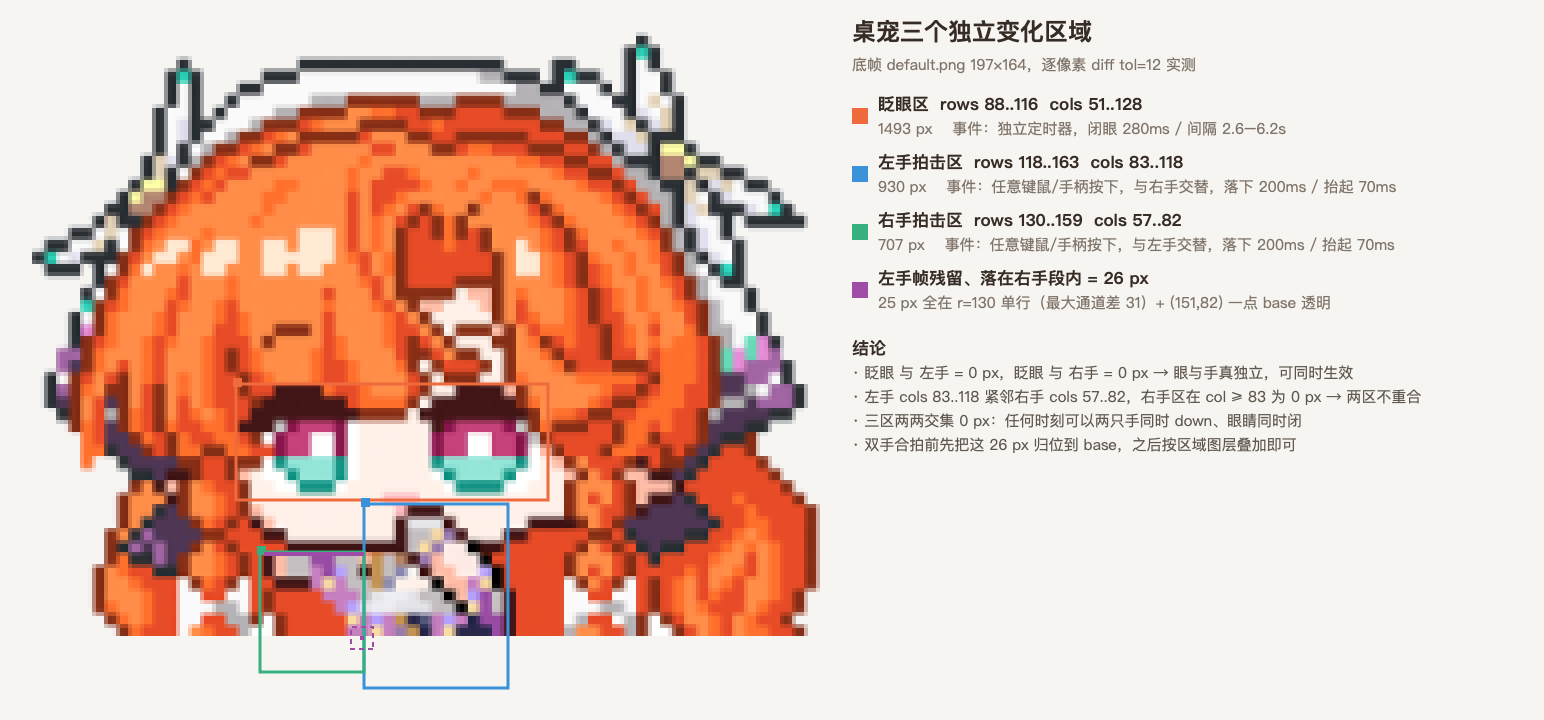 桌宠三个独立变化区域
底帧 default.png 197×164，逐像素 diff tol=12 实测
眨眼区 rows 88..116 cols 51..128
1493 px 事件：独立定时器，闭眼 280ms / 间隔 2.6–6.2s
左手拍击区 rows 118..163 cols 83..118
930 px 事件：任意键鼠/手柄按下，与右手交替，落下 200ms / 抬起 70ms
右手拍击区 rows 130..159 cols 57..82
707 px 事件：任意键鼠/手柄按下，与左手交替，落下 200ms / 抬起 70ms
左手帧残留、落在右手段内 = 26 px
25 px 全在 r=130 单行（最大通道差 31）+ (151,82) 一点 base 透明
结论
· 眨眼 与 左手 = 0 px，眨眼 与 右手 = 0 px → 眼与手真独立，可同时生效
· 左手 cols 83..118 紧邻右手 cols 57..82，右手区在 col ≥ 83 为 0 px → 两区不重合
· 三区两两交集 0 px：任何时刻可以两只手同时 down、眼睛同时闭
· 双手合拍前先把这 26 px 归位到 base，之后按区域图层叠加即可